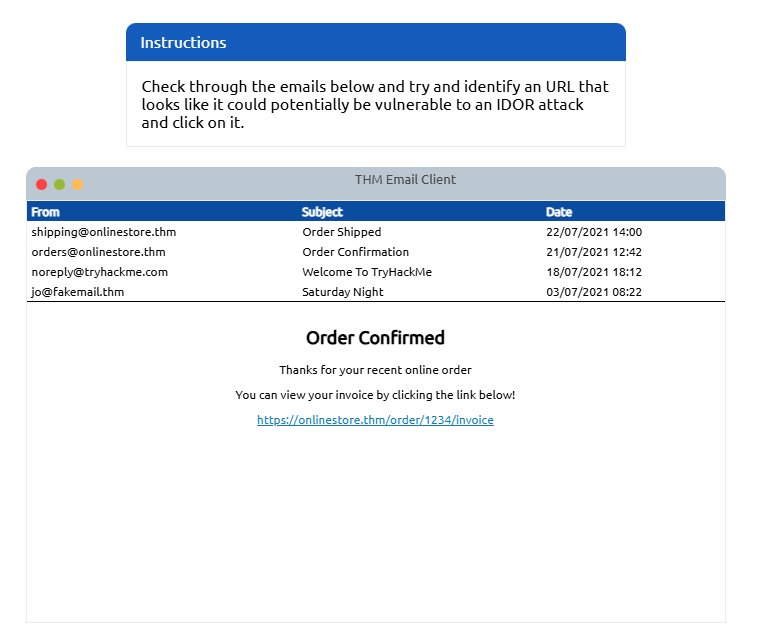 Instructions
Check through the emails below and try and identify an URL that
looks like it could potentially be vulnerable to an IDOR attack
and click on it.
THM Email Client
From Subject Date
shipping@onlinestore.thm Order Shipped 22/07/2021 14:00
orders@onlinestore.thm Order Confirmation 21/07/2021 12:42
noreply@tryhackme.com Welcome To TryHackMe 18/07/2021 18:12
jo@fakemail.thm Saturday Night 03/07/2021 08:22
Order Confirmed
Thanks for your recent online order
You can view your invoice by clicking the link below!
https://onlinestore.thm/order/1234/invoice